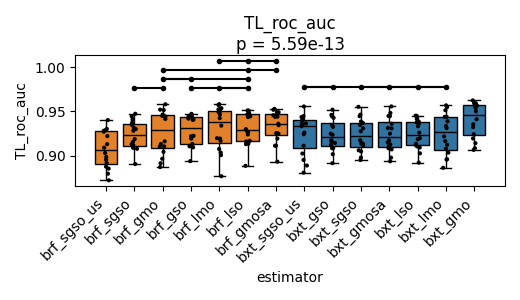 TL_roc_auc
p = 5.59e-13
TL_roc_auc
1.00
0.95
0.90
brf_sgso_us
brf_sgso
brf_gmo
brf_gso
brf_lmo
brf_lso
brf_gmosa
bxt_sgso_us
bxt_gso
bxt_sgso
bxt_gmosa
bxt_lso
bxt_lmo
bxt_gmo
estimator